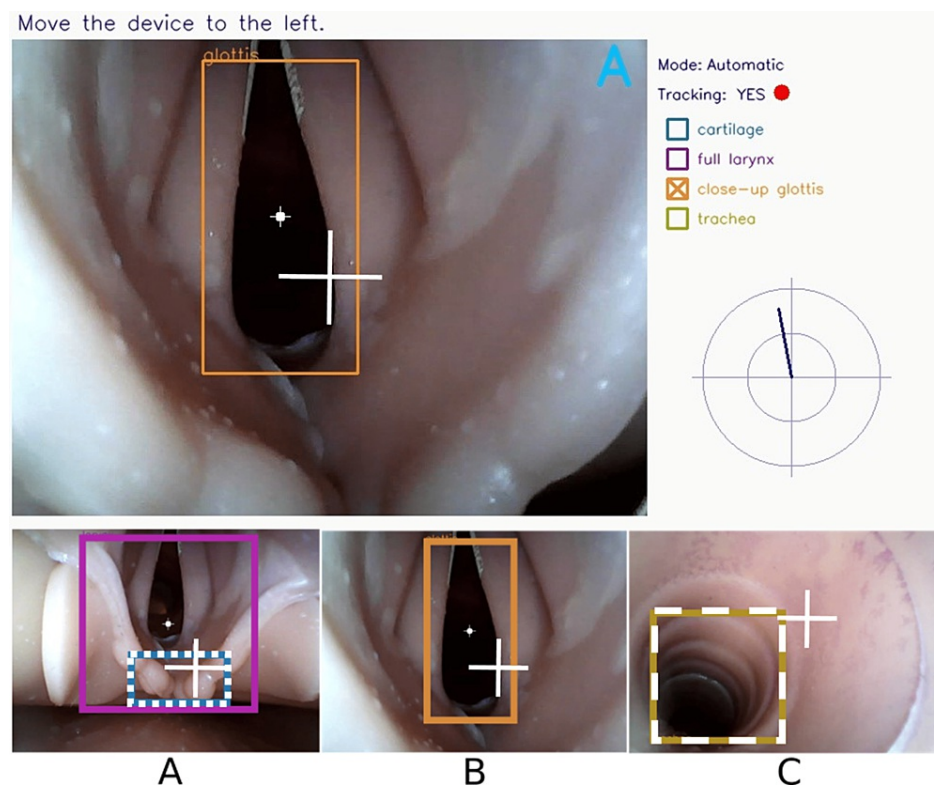 Move the device to the left.
glottis
A
Mode: Automatic
Tracking: YES
cartilage
full larynx
close-up glottis
trachea
A
B
C